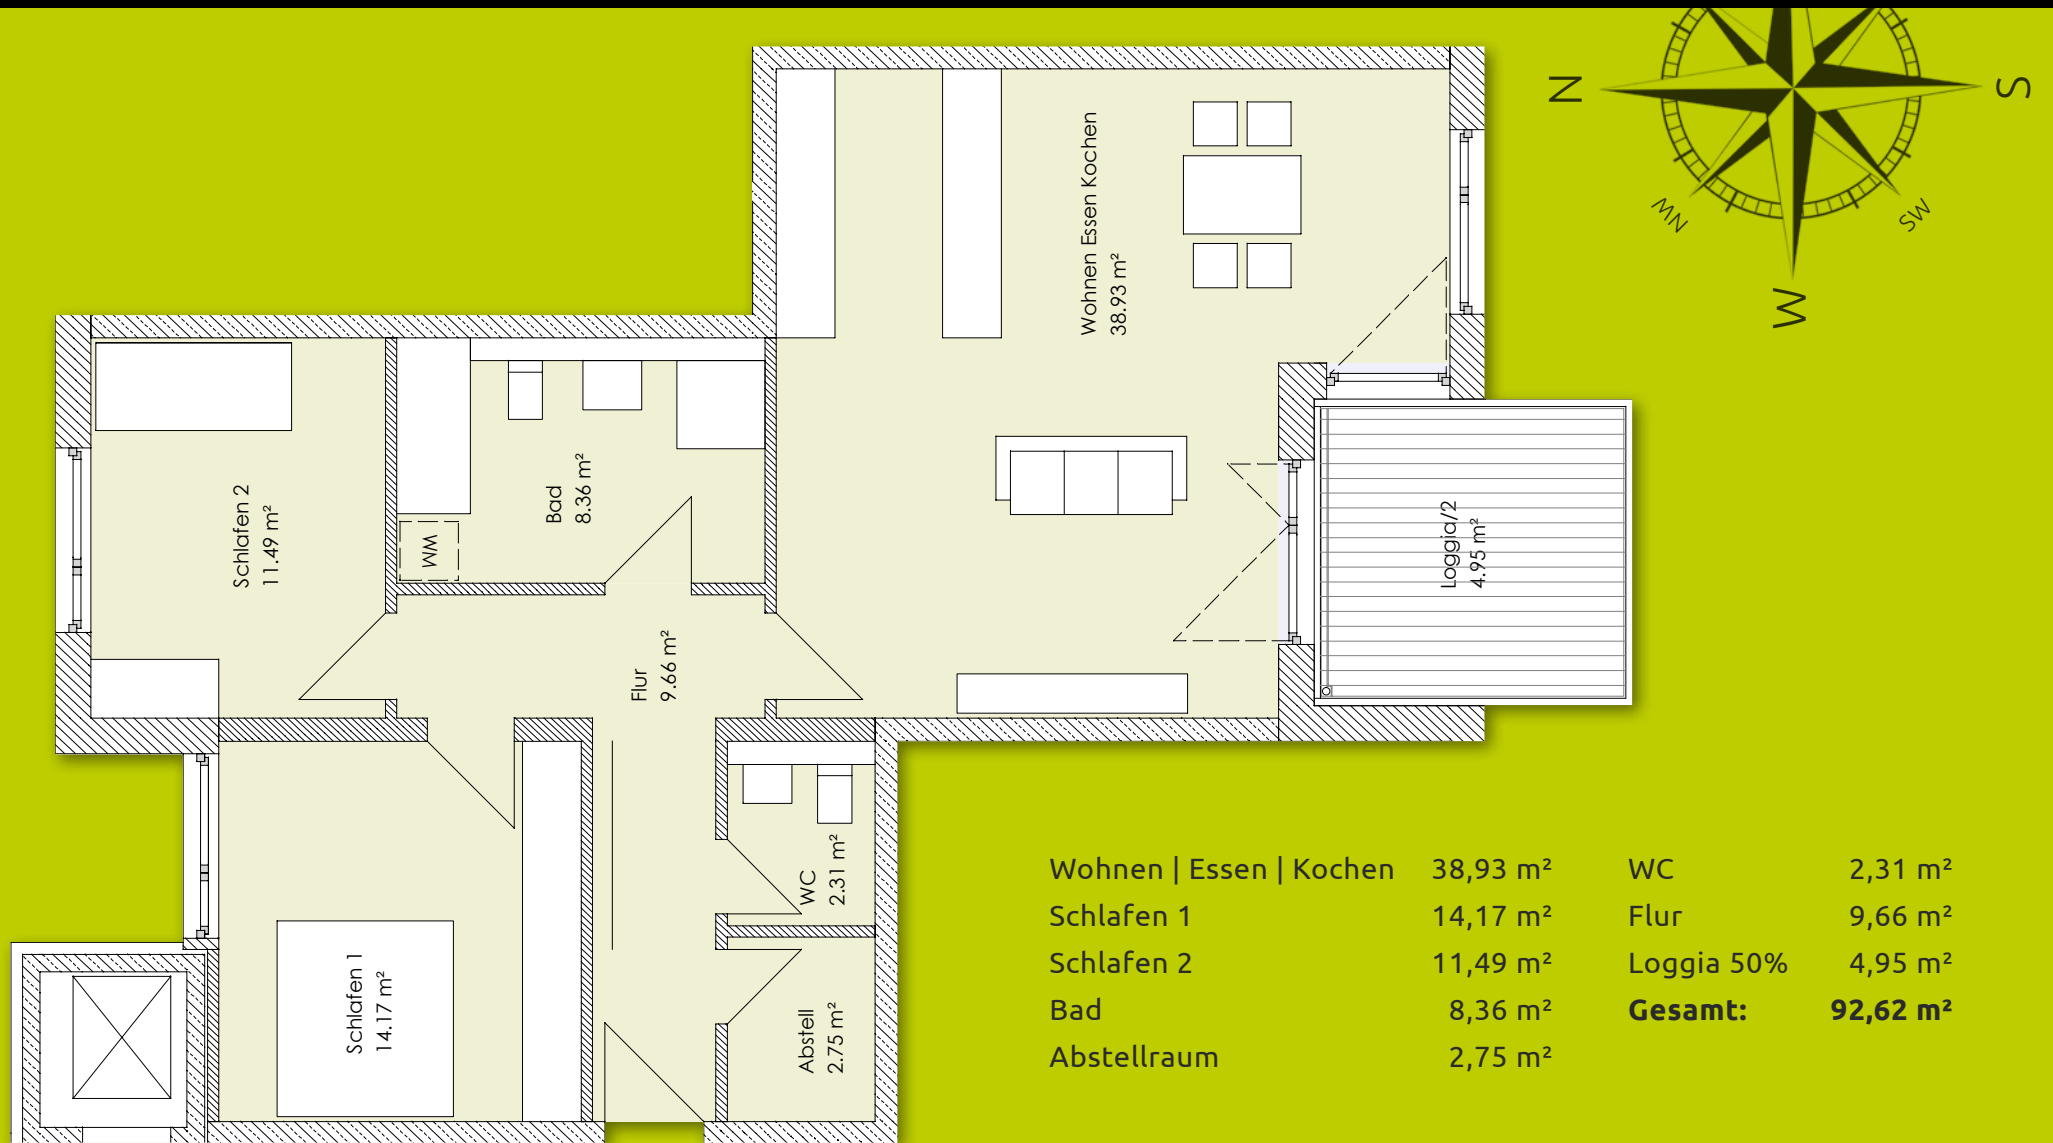 N
S
NW
SW
W
Wohnen Essen Kochen
38.93 m²
Schlafen 2
11.49 m²
Bad
8.36 m²
WM
Loggia/2
4.95 m²
Flur
9.66 m²
WC
2.31 m²
Schlafen 1
14.17 m²
Abstell
2.75 m²
Wohnen | Essen | Kochen 38,93 m²
Schlafen 1 14,17 m²
Schlafen 2 11,49 m²
Bad 8,36 m²
Abstellraum 2,75 m²
WC 2,31 m²
Flur 9,66 m²
Loggia 50% 4,95 m²
Gesamt: 92,62 m²